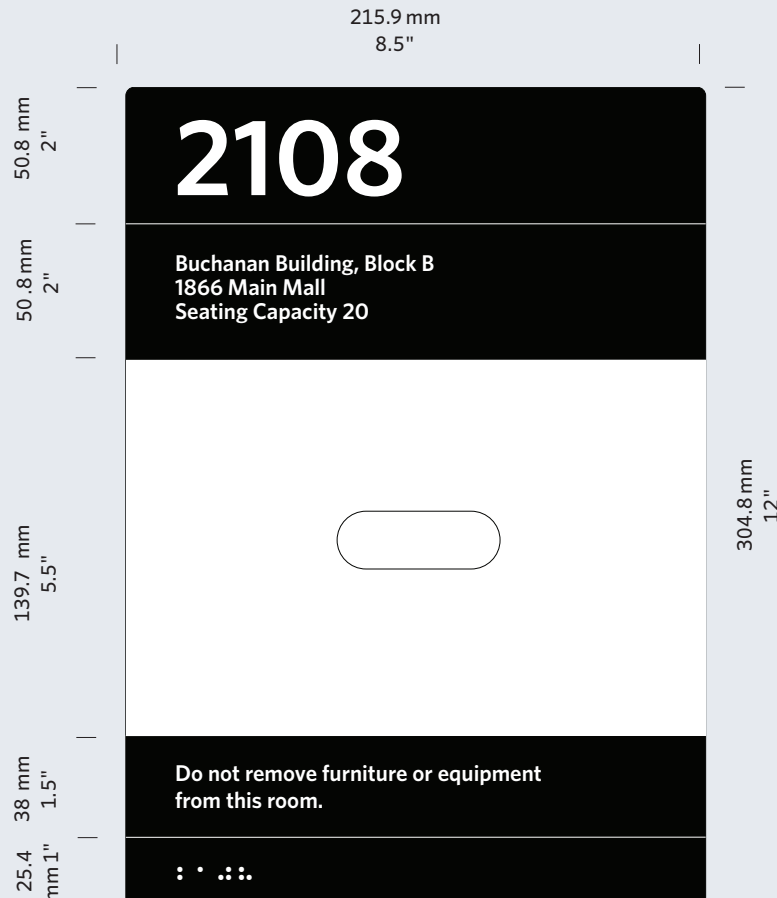 215.9 mm
8.5"
50.8 mm
2"
2108
50.8 mm
2"
Buchanan Building, Block B
1866 Main Mall
Seating Capacity 20
304.8 mm
12"
139.7 mm
5.5"
38 mm
1.5"
Do not remove furniture or equipment
from this room.
25.4
mm 1"